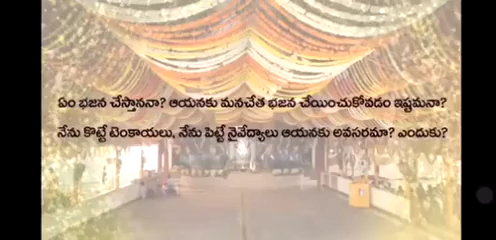 ఏం భజన చేస్తాననా? ఆయనకు మనచేత భజన చేయించుకోవడం ఇష్టమనా?
నేను కొట్టే టెంకాయలు, నేను పెట్టే నైవేద్యాలు ఆయనకు అవసరమా? ఎందుకు?